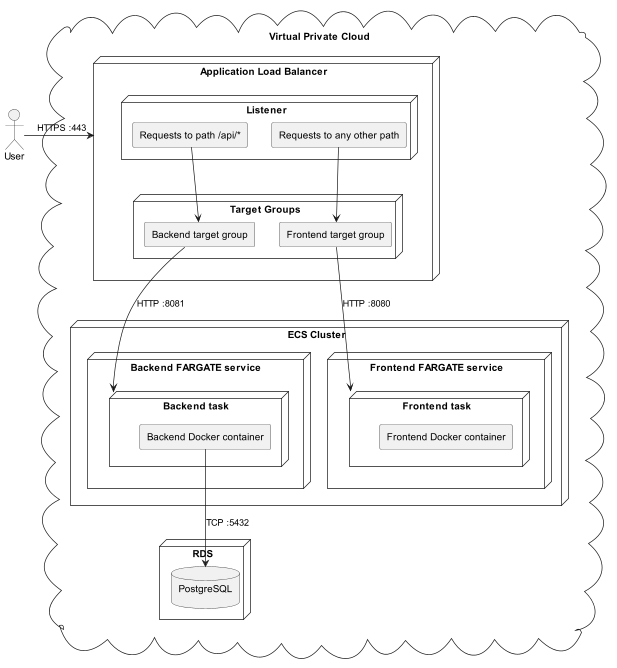 Virtual Private Cloud
Application Load Balancer
Listener
Requests to path /api/*
Requests to any other path
HTTPS :443
User
Target Groups
Backend target group
Frontend target group
HTTP :8081
HTTP :8080
ECS Cluster
Backend FARGATE service
Frontend FARGATE service
Backend task
Frontend task
Backend Docker container
Frontend Docker container
TCP :5432
RDS
PostgreSQL